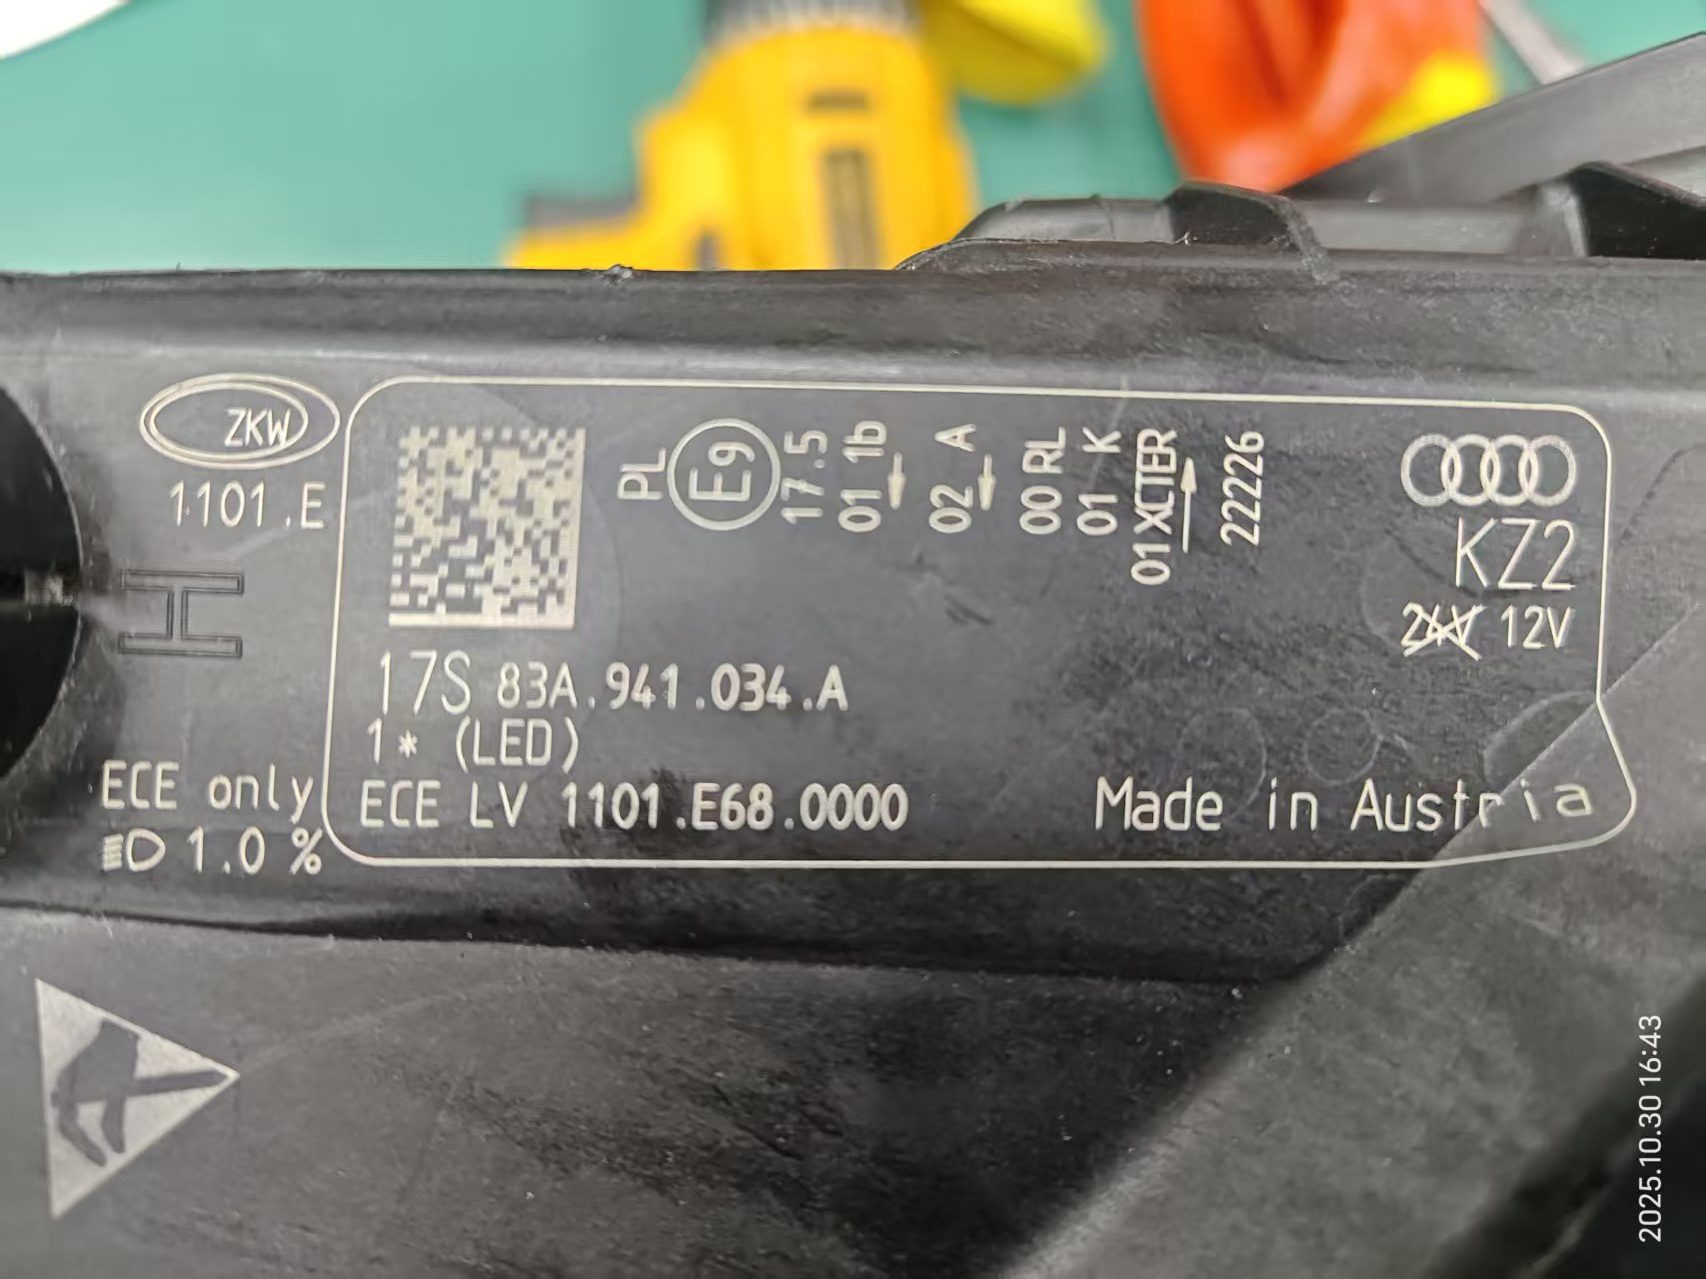 ZKW
1101.E
H
ECE only
1.0 %
PL
E9
17.5
01 1b
02 A
00 RL
01 K
01 XCTER
22226
KZ2
24V 12V
17S 83A.941.034.A
1* (LED)
ECE LV 1101.E68.0000
Made in Austria
2025.10.30 16:43